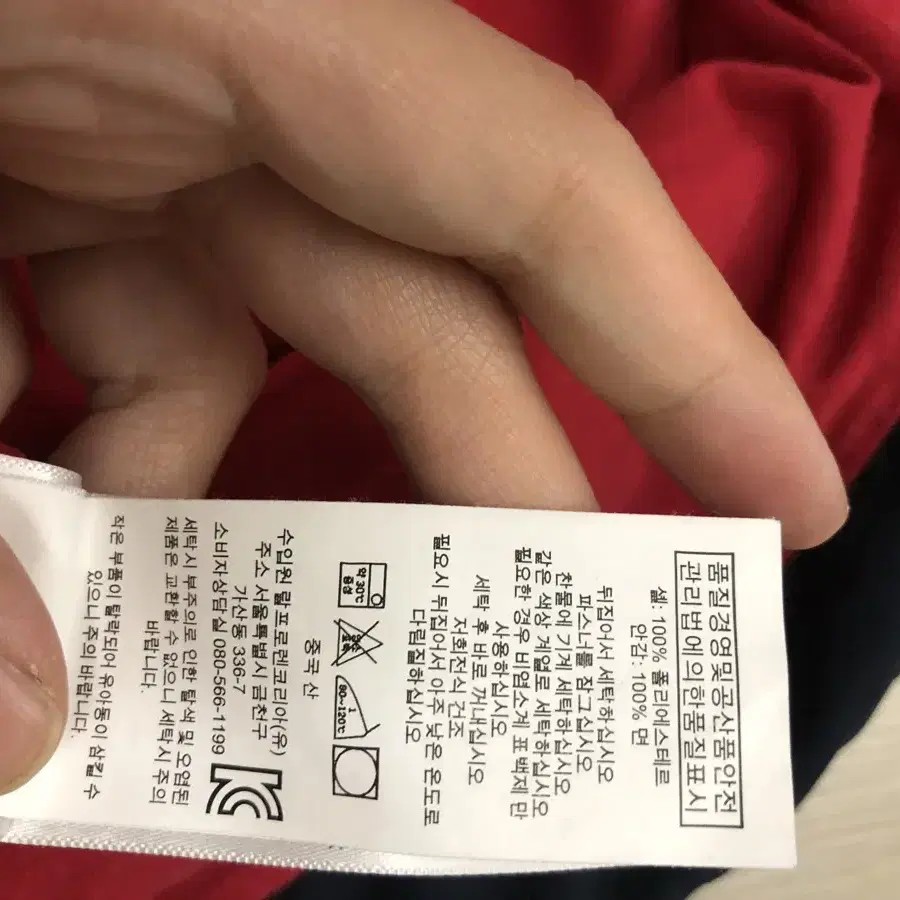 품질경영및공산품안전
관리법에의한품질표시
쉘: 100% 폴리에스테르
안감: 100% 면
뒤집어서 세탁하십시오
파스너를 잠그십시오
찬물에 기계 세탁하십시오
같은 색상 계열로 세탁하십시오
필요한 경우 비염소계 표백제 만
사용하십시오
세탁 후 바로 꺼내십시오
저회전식 건조
필요시 뒤집어서 아주 낮은 온도로
다림질하십시오
약 30℃
중성
80~120℃
중국 산
수입원 랄프로렌코리아(유)
주소 서울특별시 금천구
가산동 336-7
소비자상담실 080-566-1199
KC
세탁시 부주의로 인한 탈색 및 오염된
제품은 교환할 수 없으니 세탁시 주의
바랍니다.
작은 부품이 탈락되어 유아동이 삼킬 수
있으니 주의 바랍니다.